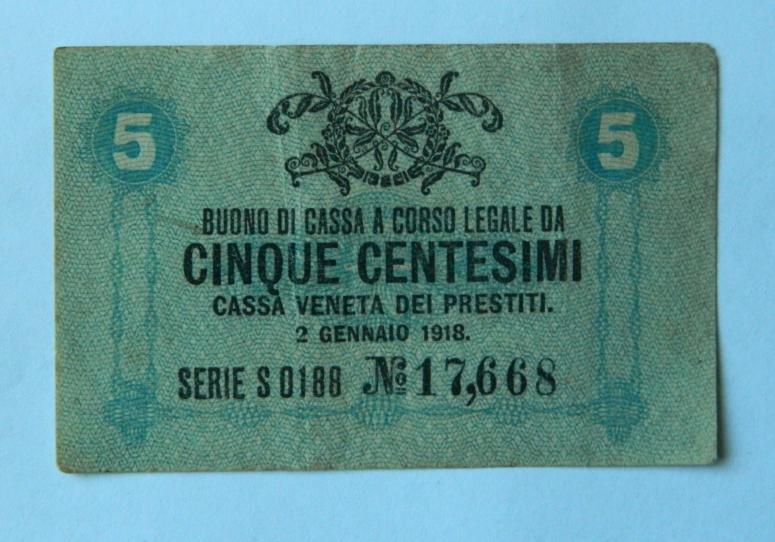 5 5
BUONO DI CASSA A CORSO LEGALE DA
CINQUE CENTESIMI
CASSA VENETA DEI PRESTITI.
2 GENNAIO 1918.
SERIE S 0188 № 17,668